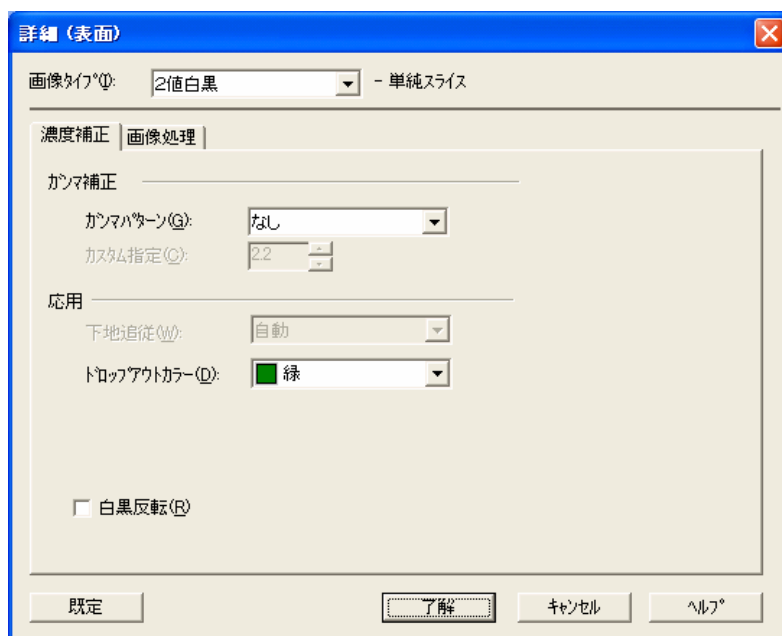 詳細 (表面)
画像ﾀｲﾌﾟ(I): 2値白黒 - 単純ｽﾗｲｽ
濃度補正 画像処理
ｶﾞﾝﾏ補正
ｶﾞﾝﾏﾊﾟﾀｰﾝ(G): なし
ｶｽﾀﾑ指定(C): 2.2
応用
下地追従(W): 自動
ﾄﾞﾛｯﾌﾟｱｳﾄｶﾗｰ(D): 緑
白黒反転(R)
既定 了解 ｷｬﾝｾﾙ ﾍﾙﾌﾟ